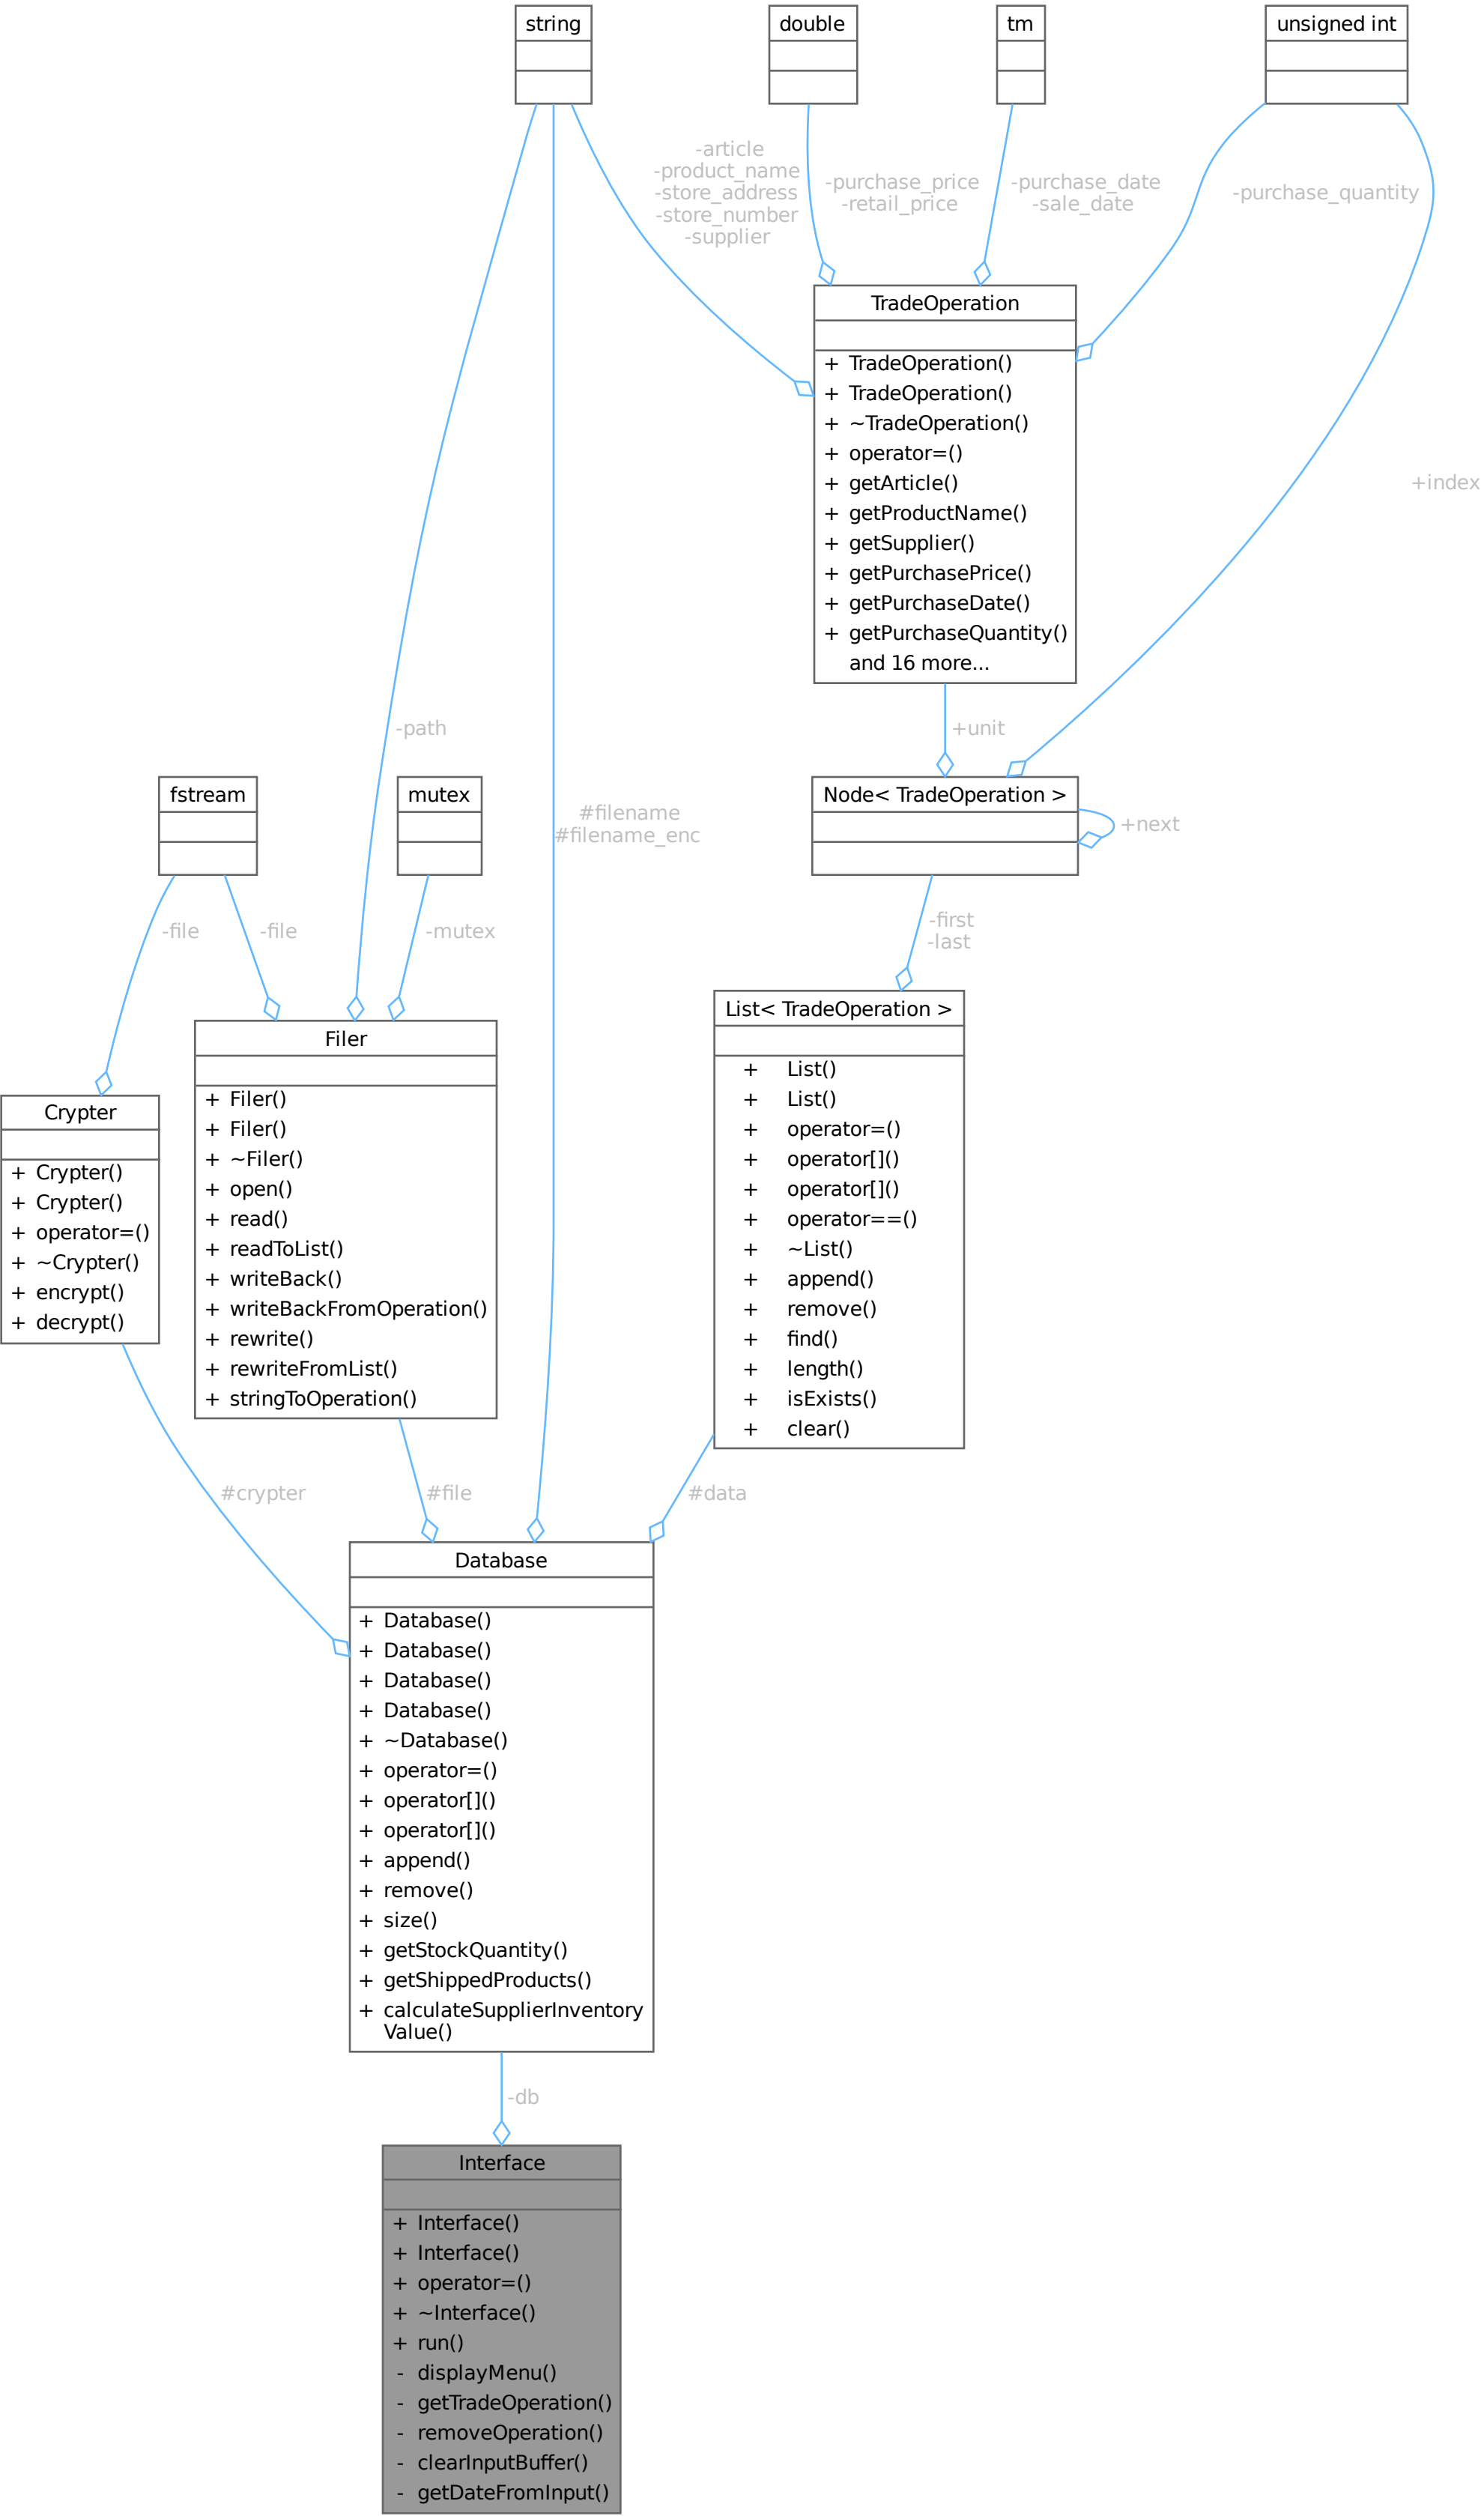 string
double
tm
unsigned int
-article
-product_name
-store_address
-store_number
-supplier
-purchase_price
-retail_price
-purchase_date
-sale_date
-purchase_quantity
TradeOperation
+ TradeOperation()
+ TradeOperation()
+ ~TradeOperation()
+ operator=()
+ getArticle()
+ getProductName()
+ getSupplier()
+ getPurchasePrice()
+ getPurchaseDate()
+ getPurchaseQuantity()
and 16 more...
+index
-path
+unit
fstream
mutex
#filename
#filename_enc
Node< TradeOperation >
+next
-file
-file
-mutex
-first
-last
Filer
+ Filer()
+ Filer()
+ ~Filer()
+ open()
+ read()
+ readToList()
+ writeBack()
+ writeBackFromOperation()
+ rewrite()
+ rewriteFromList()
+ stringToOperation()
List< TradeOperation >
+ List()
+ List()
+ operator=()
+ operator[]()
+ operator[]()
+ operator==()
+ ~List()
+ append()
+ remove()
+ find()
+ length()
+ isExists()
+ clear()
Crypter
+ Crypter()
+ Crypter()
+ operator=()
+ ~Crypter()
+ encrypt()
+ decrypt()
#crypter
#file
#data
Database
+ Database()
+ Database()
+ Database()
+ Database()
+ ~Database()
+ operator=()
+ operator[]()
+ operator[]()
+ append()
+ remove()
+ size()
+ getStockQuantity()
+ getShippedProducts()
+ calculateSupplierInventory
Value()
-db
Interface
+ Interface()
+ Interface()
+ operator=()
+ ~Interface()
+ run()
- displayMenu()
- getTradeOperation()
- removeOperation()
- clearInputBuffer()
- getDateFromInput()